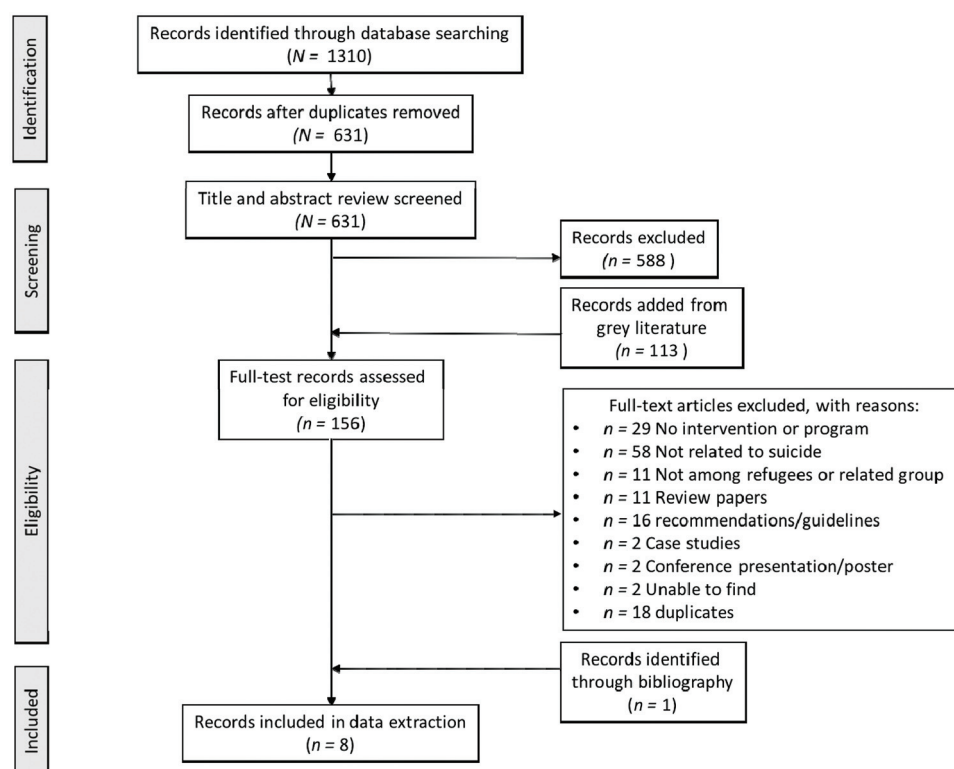 Identification
Records identified through database searching
(N = 1310)
Records after duplicates removed
(N = 631)
Screening
Title and abstract review screened
(N = 631)
Records excluded
(n = 588 )
Records added from
grey literature
(n = 113 )
Eligibility
Full-test records assessed
for eligibility
(n = 156)
Full-text articles excluded, with reasons:
• n = 29 No intervention or program
• n = 58 Not related to suicide
• n = 11 Not among refugees or related group
• n = 11 Review papers
• n = 16 recommendations/guidelines
• n = 2 Case studies
• n = 2 Conference presentation/poster
• n = 2 Unable to find
• n = 18 duplicates
Included
Records identified
through bibliography
(n = 1)
Records included in data extraction
(n = 8)